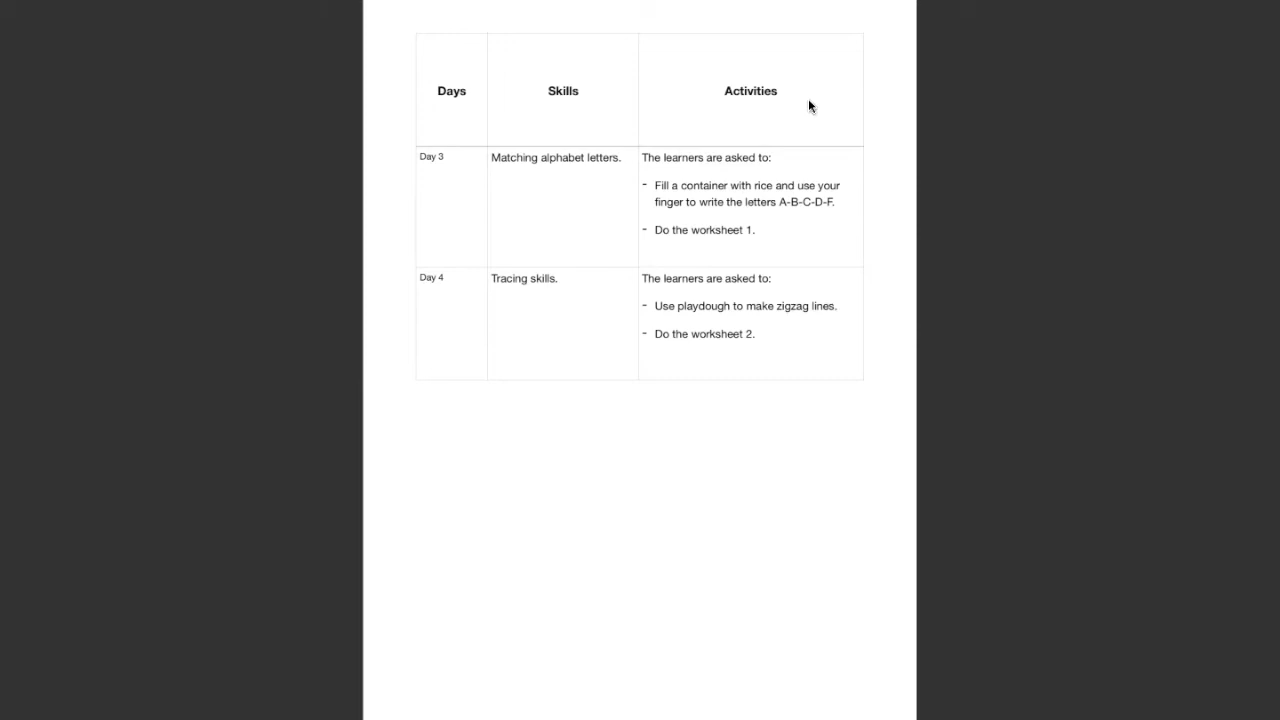 Days Skills Activities
Day 3 Matching alphabet letters. The learners are asked to:
- Fill a container with rice and use your
finger to write the letters A-B-C-D-F.
- Do the worksheet 1.
Day 4 Tracing skills. The learners are asked to:
- Use playdough to make zigzag lines.
- Do the worksheet 2.